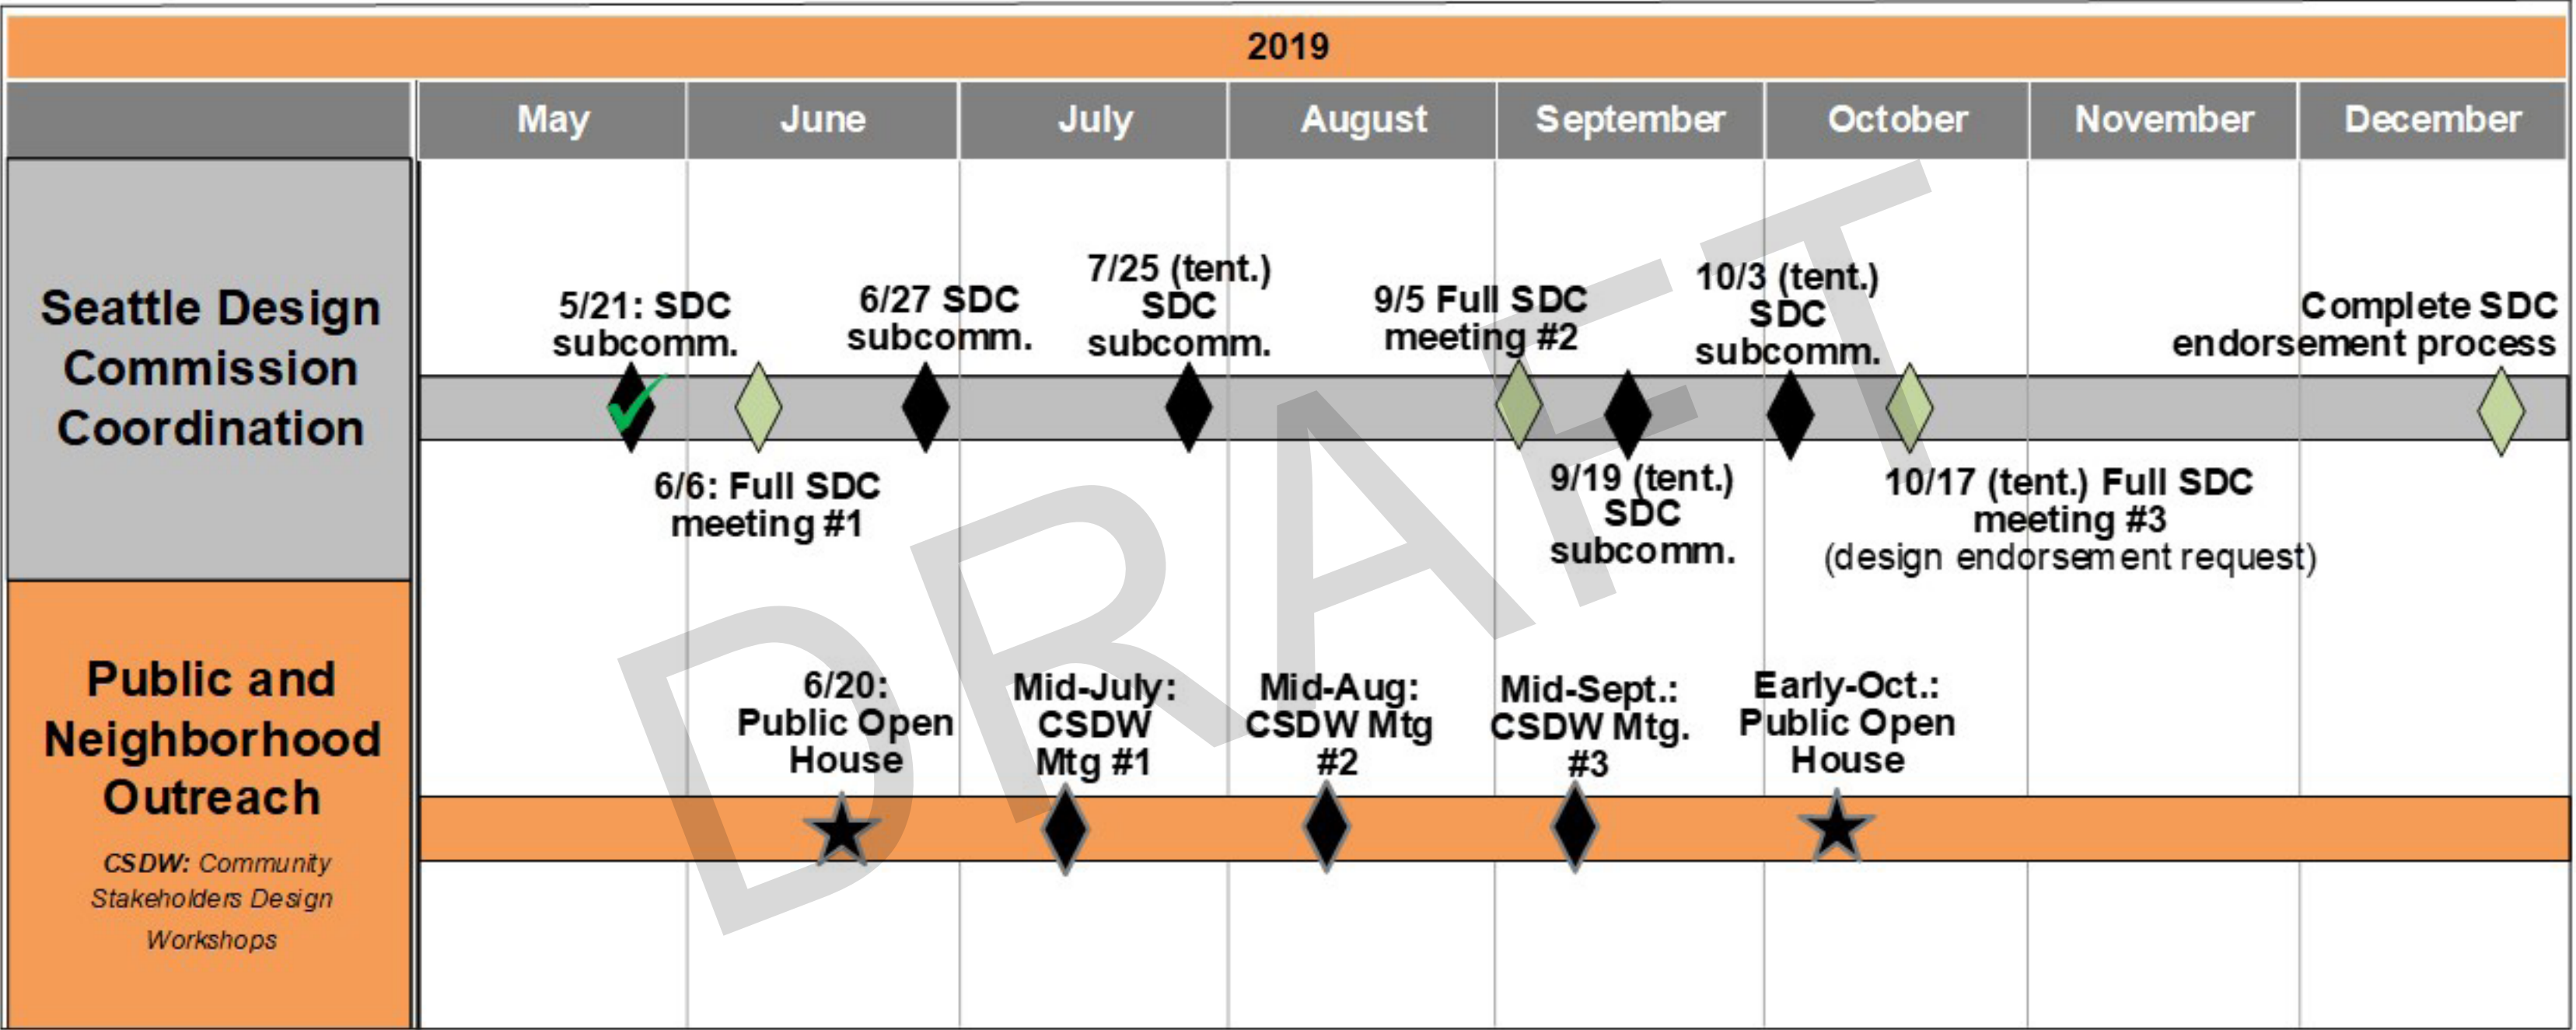 2019
May June July August September October November December
Seattle Design
Commission
Coordination
5/21: SDC
subcomm.
6/6: Full SDC
meeting #1
6/27 SDC
subcomm.
7/25 (tent.)
SDC
subcomm.
9/5 Full SDC
meeting #2
9/19 (tent.)
SDC
subcomm.
10/3 (tent.)
SDC
subcomm.
10/17 (tent.) Full SDC
meeting #3
(design endorsement request)
Complete SDC
endorsement process
Public and
Neighborhood
Outreach
CSDW: Community
Stakeholders Design
Workshops
6/20:
Public Open
House
Mid-July:
CSDW
Mtg #1
Mid-Aug:
CSDW Mtg
#2
Mid-Sept.:
CSDW Mtg.
#3
Early-Oct.:
Public Open
House
DRAFT